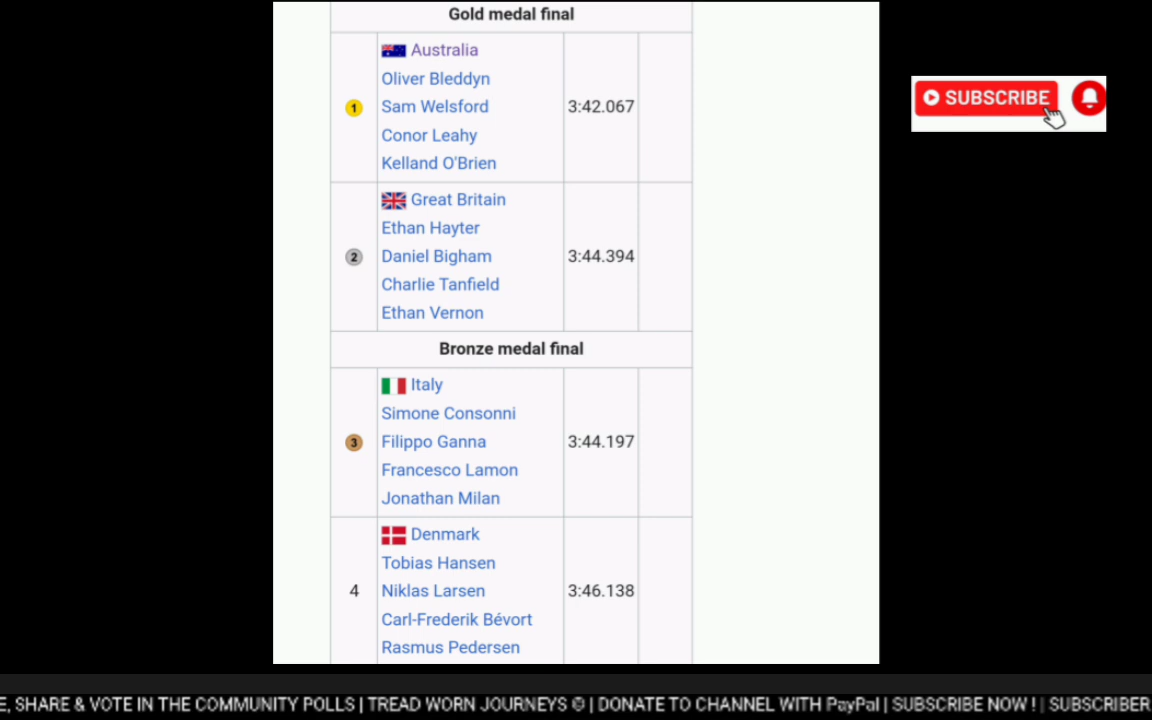 Gold medal final
1
Australia
Oliver Bleddyn
Sam Welsford
Conor Leahy
Kelland O'Brien
3:42.067
2
Great Britain
Ethan Hayter
Daniel Bigham
Charlie Tanfield
Ethan Vernon
3:44.394
Bronze medal final
3
Italy
Simone Consonni
Filippo Ganna
Francesco Lamon
Jonathan Milan
3:44.197
4
Denmark
Tobias Hansen
Niklas Larsen
Carl-Frederik Bévort
Rasmus Pedersen
3:46.138
SUBSCRIBE
E, SHARE & VOTE IN THE COMMUNITY POLLS | TREAD WORN JOURNEYS © | DONATE TO CHANNEL WITH PayPal | SUBSCRIBE NOW ! | SUBSCRIBER